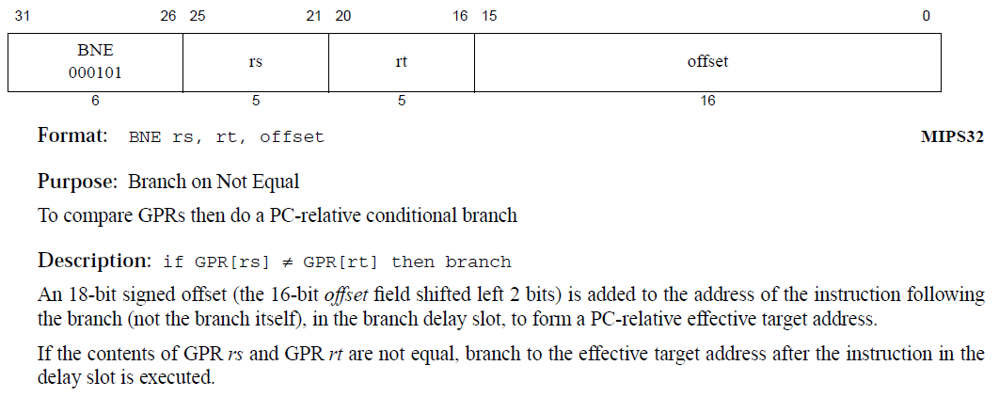 31 26 25 21 20 16 15 0
BNE
000101
rs rt offset
6 5 5 16
Format: BNE rs, rt, offset MIPS32
Purpose: Branch on Not Equal
To compare GPRs then do a PC-relative conditional branch
Description: if GPR[rs] ≠ GPR[rt] then branch
An 18-bit signed offset (the 16-bit offset field shifted left 2 bits) is added to the address of the instruction following
the branch (not the branch itself), in the branch delay slot, to form a PC-relative effective target address.
If the contents of GPR rs and GPR rt are not equal, branch to the effective target address after the instruction in the
delay slot is executed.